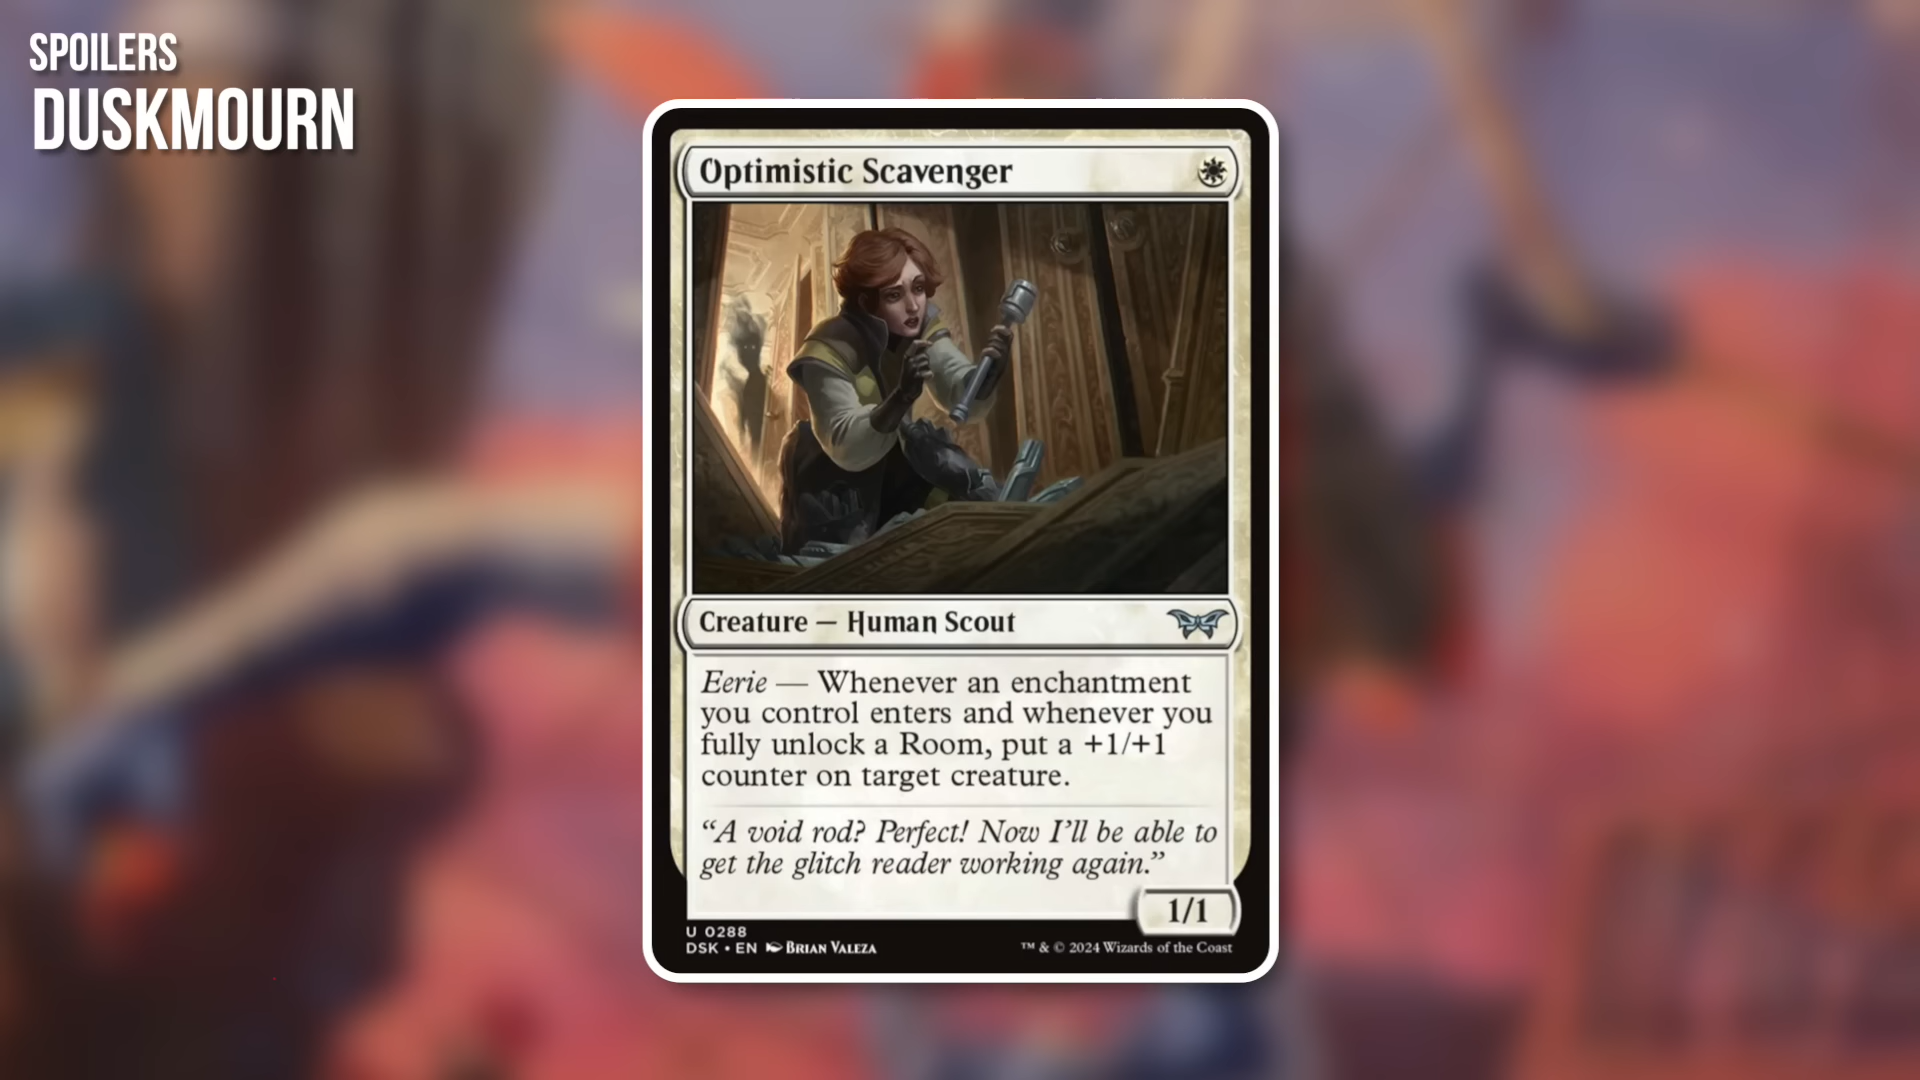 SPOILERS
DUSKMOURN
Optimistic Scavenger
Creature — Human Scout
Eerie — Whenever an enchantment
you control enters and whenever you
fully unlock a Room, put a +1/+1
counter on target creature.
“A void rod? Perfect! Now I’ll be able to
get the glitch reader working again.”
1/1
U 0288
DSK • EN BRIAN VALEZA
™ & © 2024 Wizards of the Coast